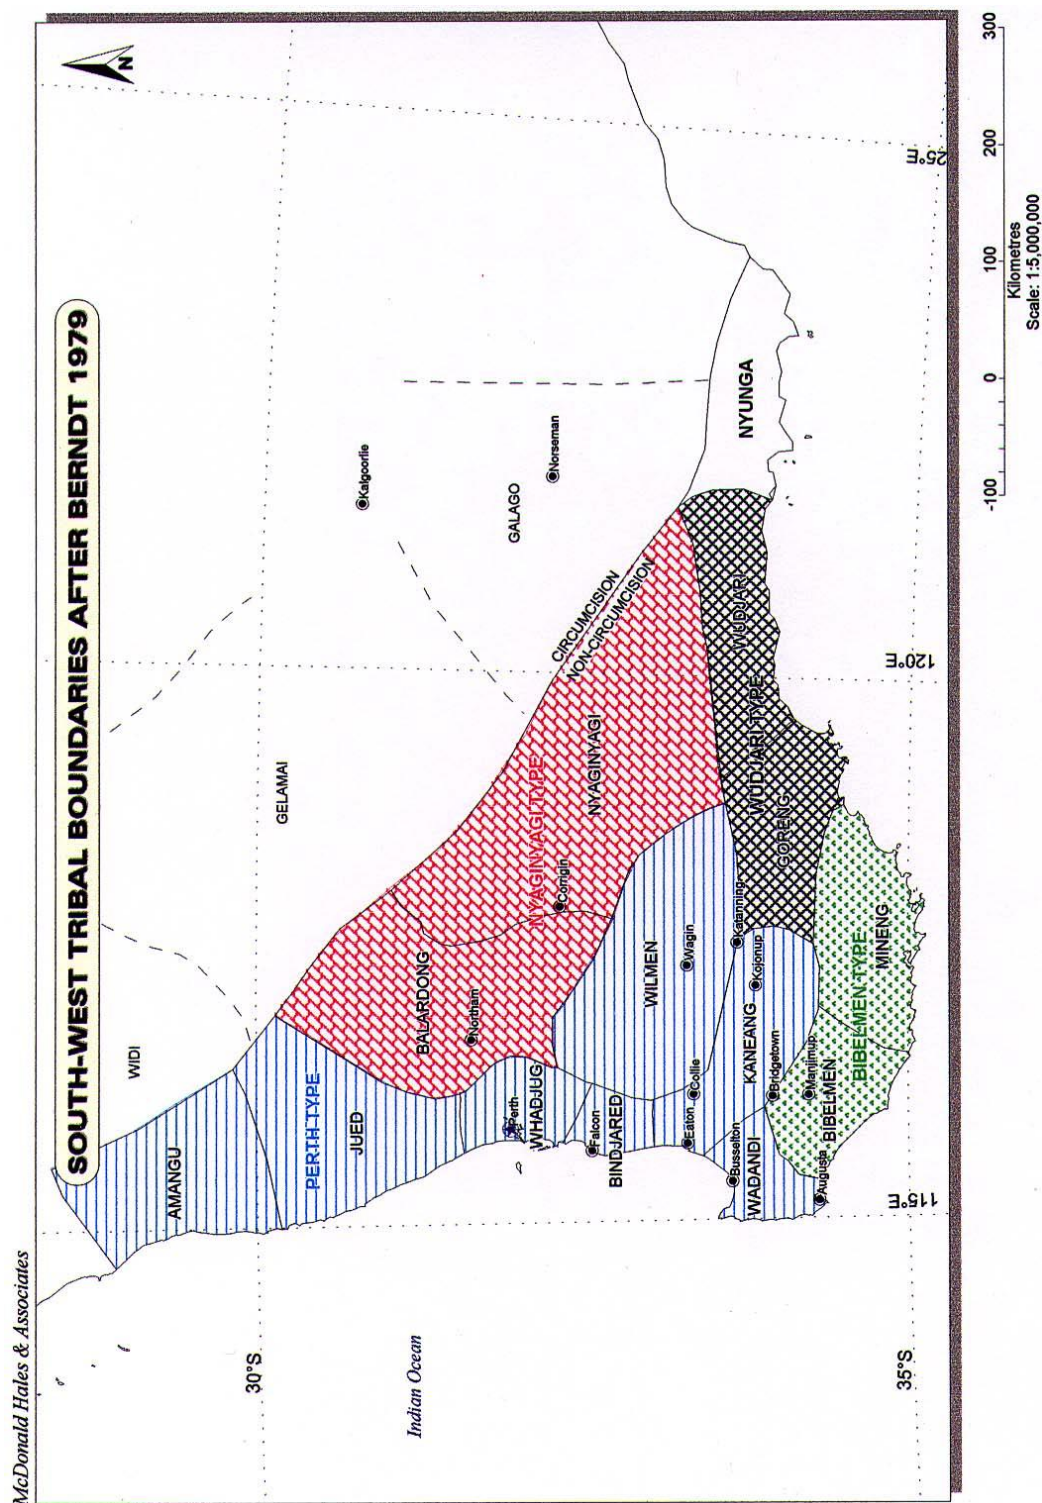 McDonald Hales & Associates
SOUTH-WEST TRIBAL BOUNDARIES AFTER BERNDT 1979
N
30°S
35°S
Indian Ocean
115°E
120°E
25°E
WIDI
GELAMAI
GALAGO
Kalgoorlie
Norseman
CIRCUMCISION
NON-CIRCUMCISION
AMANGU
PERTH TYPE
JUED
BALARDONG
Northam
NYAGINYAGI TYPE
NYAGINYAGI
Corrigin
Perth
WHADJUG
Falcon
BINDJARED
WILMEN
Wagin
Collie
Eaton
Busselton
WADANDI
Augusta
KANEANG
Katanning
Kojonup
Bridgetown
Manjimup
BIBELMEN
BIBELMEN TYPE
MINENG
GORENG
WUDJARI TYPE
WUDJARI
NYUNGA
-100 0 100 200 300
Kilometres
Scale: 1:5,000,000